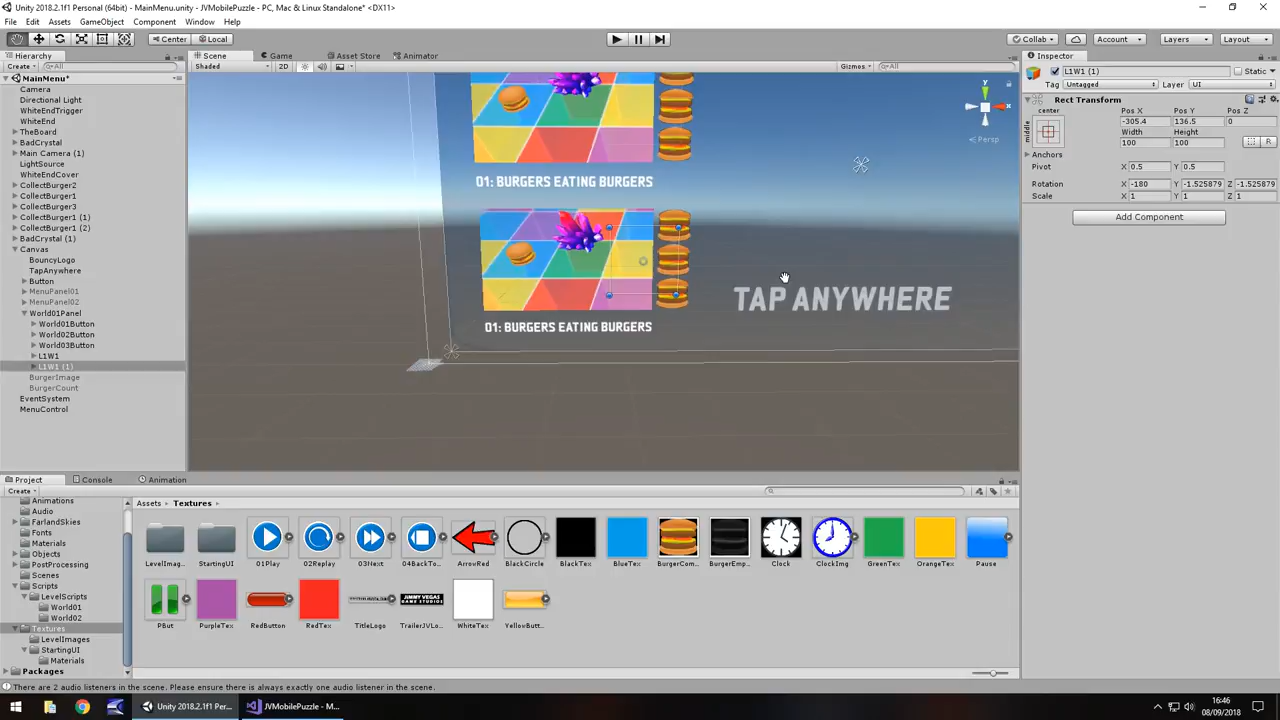 Unity 2018.2.1f1 Personal (64bit) - MainMenu.unity - JVMobilePuzzle - PC, Mac & Linux Standalone* <DX11>
File Edit Assets GameObject Component Window Help
Center Local Collab Account Layers Layout
Hierarchy Scene Game Asset Store Animator Inspector
Create All Shaded 2D Gizmos All
MainMenu*
Camera
Directional Light
WhiteEndTrigger
WhiteEnd
TheBoard
BadCrystal
Main Camera (1)
LightSource
WhiteEndCover
CollectBurger2
CollectBurger1
CollectBurger3
CollectBurger1 (1)
CollectBurger1 (2)
BadCrystal (1)
Canvas
BouncyLogo
TapAnywhere
Button
MenuPanel01
MenuPanel02
World01Panel
World01Button
World02Button
World03Button
L1W1
L1W1 (1)
BurgerImage
BurgerCount
EventSystem
MenuControl
y
x
Persp
01: BURGERS EATING BURGERS
01: BURGERS EATING BURGERS
TAP ANYWHERE
L1W1 (1) Static
Tag Untagged Layer UI
Rect Transform
center Pos X Pos Y Pos Z
middle -305.4 136.5 0
Width Height
100 100 R
Anchors
Pivot X 0.5 Y 0.5
Rotation X -180 Y -1.525879 Z -1.525879
Scale X 1 Y 1 Z 1
Add Component
Project Console Animation
Create
Animations
Audio
FarlandSkies
Fonts
Materials
Objects
PostProcessing
Scenes
Scripts
LevelScripts
World01
World02
Textures
LevelImages
StartingUI
Materials
Packages
Assets Textures
LevelImag... StartingUI 01Play 02Replay 03Next 04BackTo... ArrowRed BlackCircle BlackTex BlueTex BurgerCom... BurgerEmp... Clock ClockImg GreenTex OrangeTex Pause
PBut PurpleTex RedButton RedTex TitleLogo TrailerJVLo... WhiteTex YellowButt...
JIMMY VEGAS
GAME STUDIOS
There are 2 audio listeners in the scene. Please ensure there is always exactly one audio listener in the scene.
Unity 2018.2.1f1 Pers... JVMobilePuzzle - M...
16:46
08/09/2018